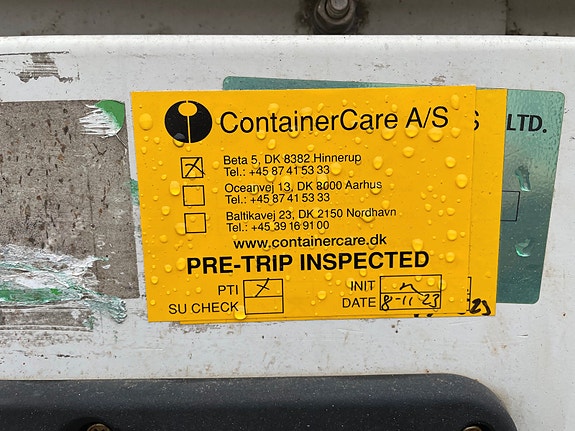 ContainerCare A/S
Beta 5, DK 8382 Hinnerup
Tel.: +45 87 41 53 33
Oceanvej 13, DK 8000 Aarhus
Tel.: +45 87 41 53 33
Baltikavej 23, DK 2150 Nordhavn
Tel.: +45 39 16 91 00
www.containercare.dk
PRE-TRIP INSPECTED
PTI X INIT
SU CHECK DATE 8-11 23
S LTD.
23